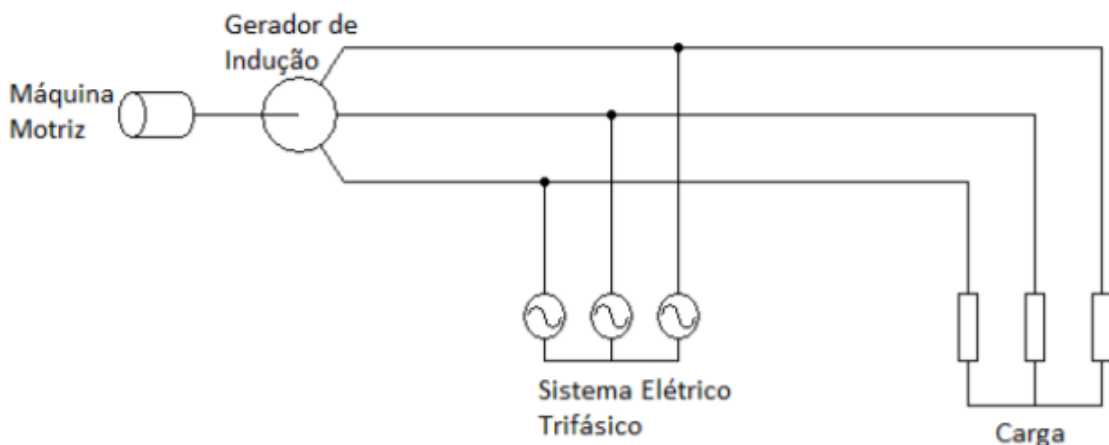 Gerador de
Indução
Máquina
Motriz
Sistema Elétrico
Trifásico
Carga